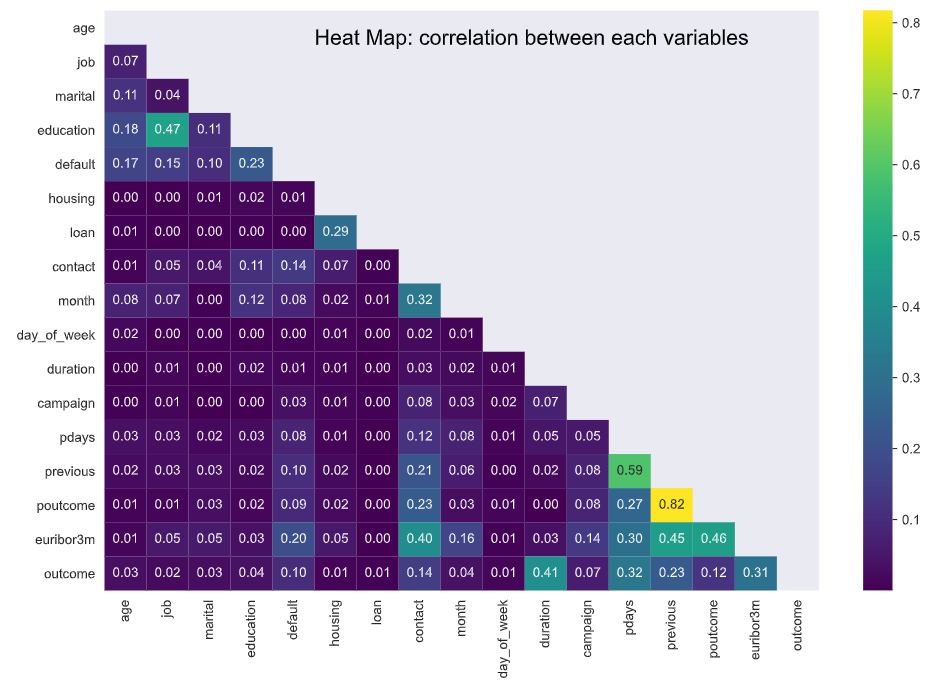 Heat Map: correlation between each variables
age
job 0.07
marital 0.11 0.04
education 0.18 0.47 0.11
default 0.17 0.15 0.10 0.23
housing 0.00 0.00 0.01 0.02 0.01
loan 0.01 0.00 0.00 0.00 0.00 0.29
contact 0.01 0.05 0.04 0.11 0.14 0.07 0.00
month 0.08 0.07 0.00 0.12 0.08 0.02 0.01 0.32
day_of_week 0.02 0.00 0.00 0.00 0.00 0.01 0.00 0.02 0.01
duration 0.00 0.01 0.00 0.02 0.01 0.01 0.00 0.03 0.02 0.01
campaign 0.00 0.01 0.00 0.00 0.03 0.01 0.00 0.08 0.03 0.02 0.07
pdays 0.03 0.03 0.02 0.03 0.08 0.01 0.00 0.12 0.08 0.01 0.05 0.05
previous 0.02 0.03 0.03 0.02 0.10 0.02 0.00 0.21 0.06 0.00 0.02 0.08 0.59
poutcome 0.01 0.01 0.03 0.02 0.09 0.02 0.00 0.23 0.03 0.01 0.00 0.08 0.27 0.82
euribor3m 0.01 0.05 0.05 0.03 0.20 0.05 0.00 0.40 0.16 0.01 0.03 0.14 0.30 0.45 0.46
outcome 0.03 0.02 0.03 0.04 0.10 0.01 0.01 0.14 0.04 0.01 0.41 0.07 0.32 0.23 0.12 0.31
age job marital education default housing loan contact month day_of_week duration campaign pdays previous poutcome euribor3m outcome
0.8
0.7
0.6
0.5
0.4
0.3
0.2
0.1